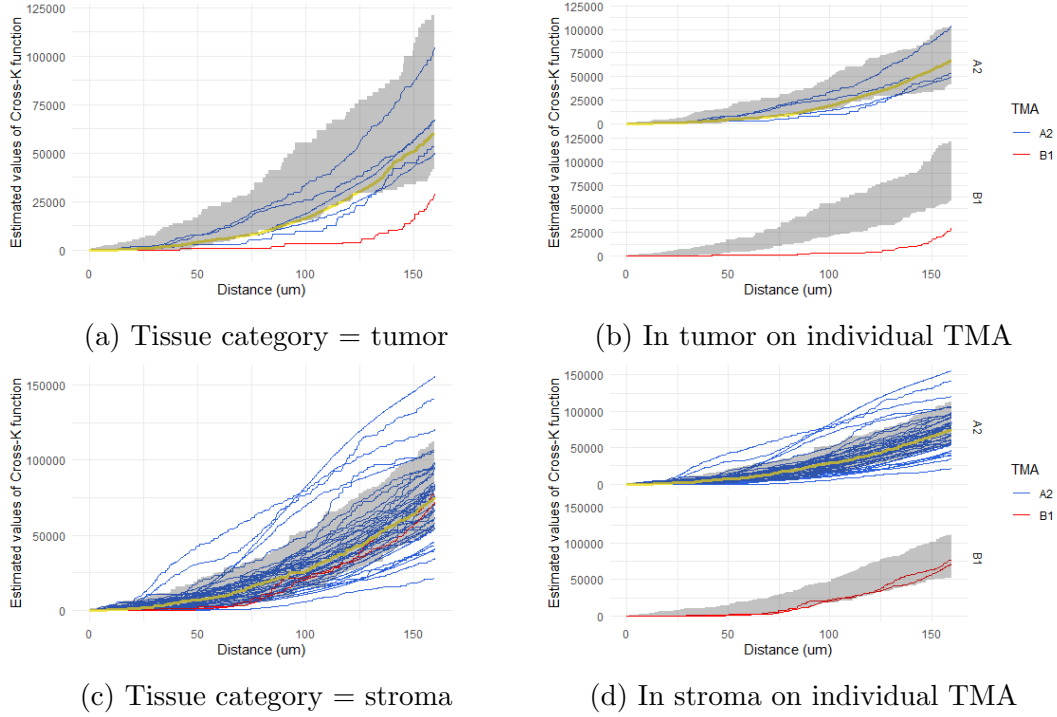 125000
100000
75000
50000
25000
0
Estimated values of Cross-K function
0 50 100 150
Distance (um)
(a) Tissue category = tumor
125000
100000
75000
50000
25000
0
A2
125000
100000
75000
50000
25000
0
B1
Estimated values of Cross-K function
0 50 100 150
Distance (um)
TMA
A2
B1
(b) In tumor on individual TMA
150000
100000
50000
0
Estimated values of Cross-K function
0 50 100 150
Distance (um)
(c) Tissue category = stroma
150000
100000
50000
0
A2
150000
100000
50000
0
B1
Estimated values of Cross-K function
0 50 100 150
Distance (um)
TMA
A2
B1
(d) In stroma on individual TMA